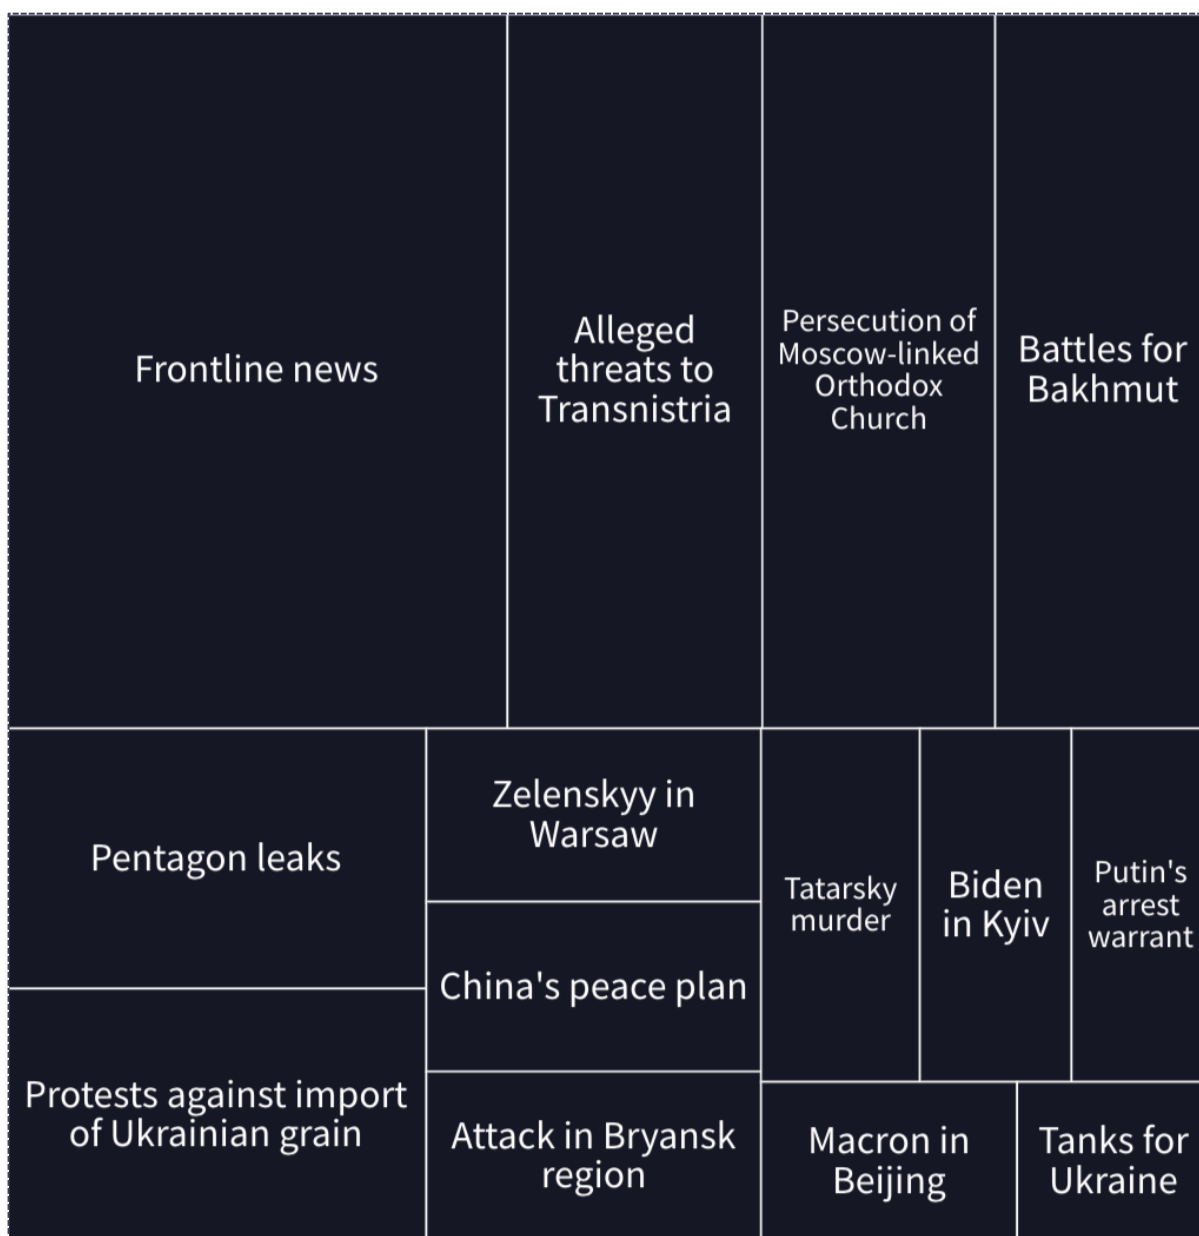 Frontline news
Alleged
threats to
Transnistria
Persecution of
Moscow-linked
Orthodox
Church
Battles for
Bakhmut
Pentagon leaks
Zelenskyy in
Warsaw
Tatarsky
murder
Biden
in Kyiv
Putin's
arrest
warrant
China's peace plan
Protests against import
of Ukrainian grain
Attack in Bryansk
region
Macron in
Beijing
Tanks for
Ukraine